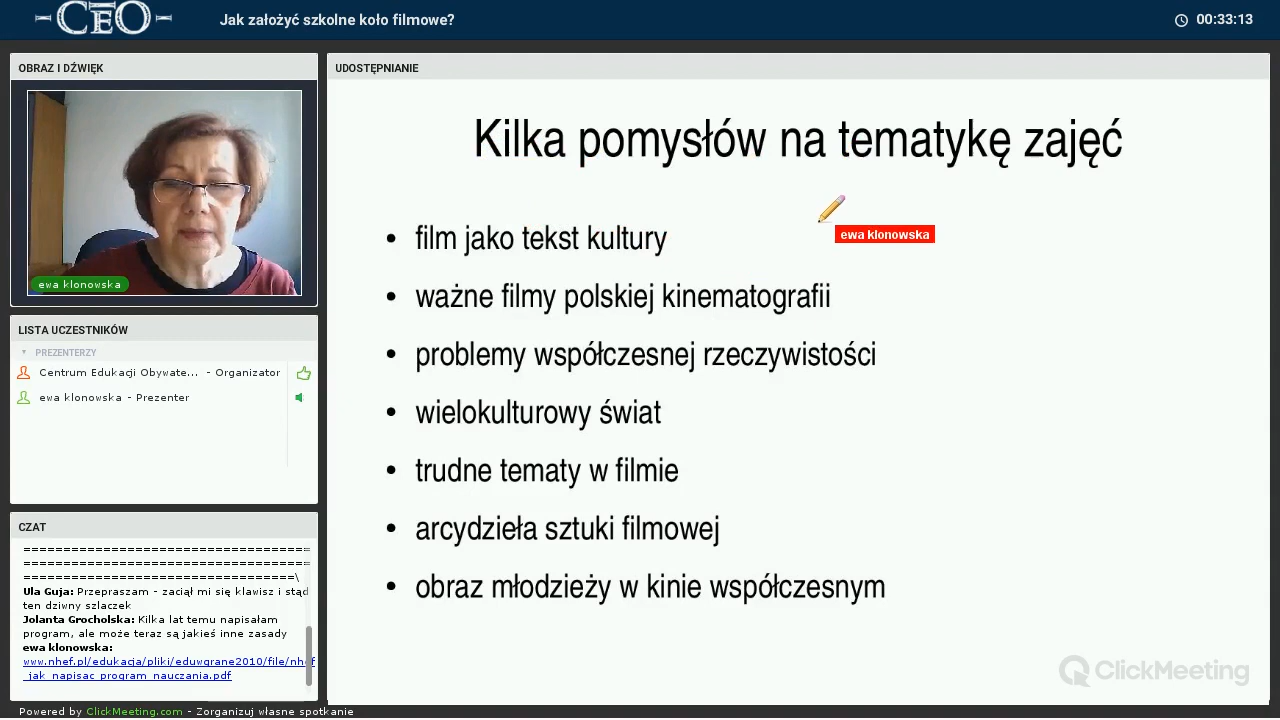 CEO
Jak założyć szkolne koło filmowe?
00:33:13
OBRAZ I DŹWIĘK
ewa klonowska
LISTA UCZESTNIKÓW
PREZENTERZY
Centrum Edukacji Obywate... - Organizator
ewa klonowska - Prezenter
CZAT
====================================
====================================
==================================\
Ula Guja: Przepraszam - zaciął mi się klawisz i stąd
ten dziwny szlaczek
Jolanta Grocholska: Kilka lat temu napisałam
program, ale może teraz są jakieś inne zasady
ewa klonowska:
www.nhef.pl/edukacja/pliki/eduwgrane2010/file/nhef
_jak_napisac_program_nauczania.pdf
Powered by ClickMeeting.com - Zorganizuj własne spotkanie
UDOSTĘPNIANIE
Kilka pomysłów na tematykę zajęć
ewa klonowska
• film jako tekst kultury
• ważne filmy polskiej kinematografii
• problemy współczesnej rzeczywistości
• wielokulturowy świat
• trudne tematy w filmie
• arcydzieła sztuki filmowej
• obraz młodzieży w kinie współczesnym
ClickMeeting